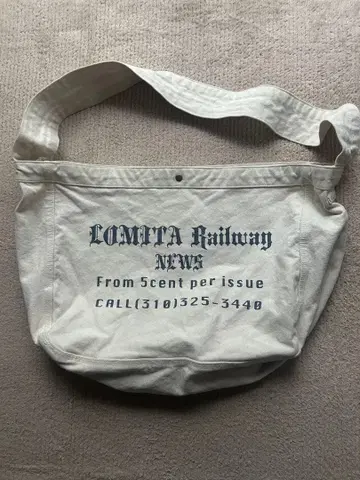 LOMITA Railway
NEWS
From 5cent per issue
CALL(310)325-3440